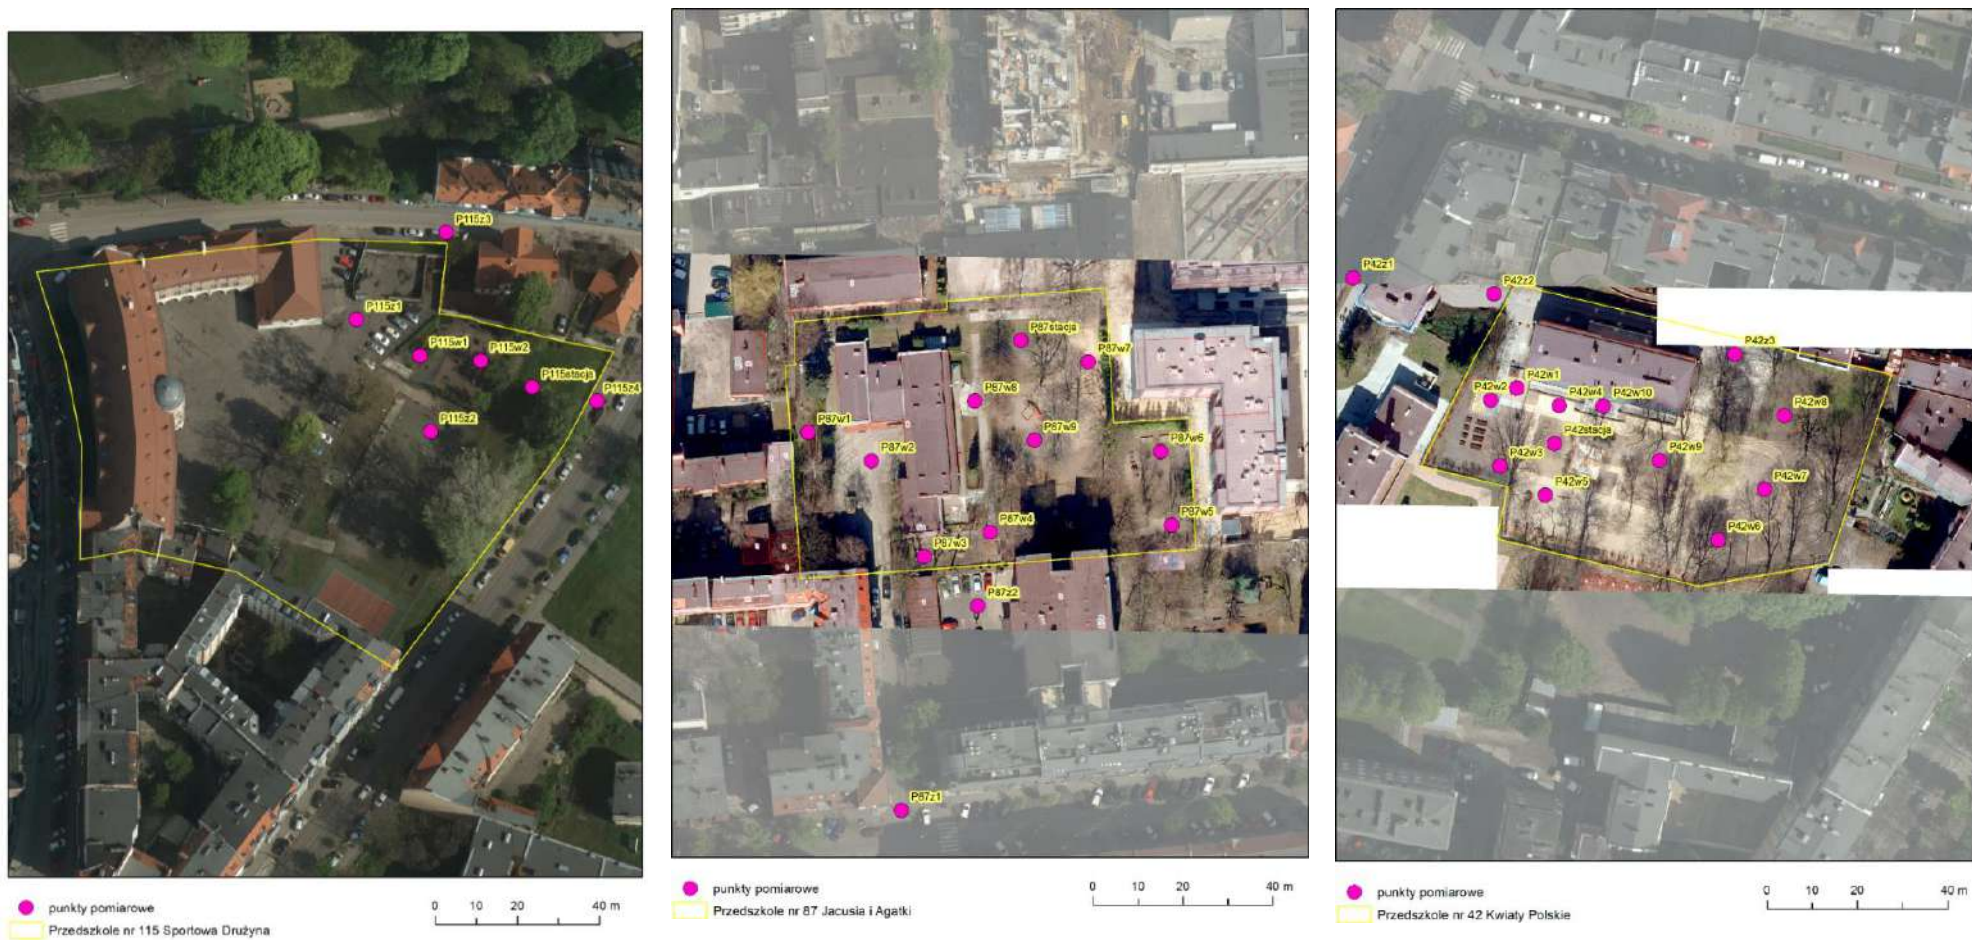 P115z3
P115z1
P115w1
P115w2
P115stacja
P115z4
P115z2
punkty pomiarowe
Przedszkole nr 115 Sportowa Drużyna
0 10 20 40 m
P87stacja
P87w7
P87w8
P87w1
P87w9
P87w2
P87w6
P87w4
P87w5
P87w3
P87z2
P87z1
punkty pomiarowe
Przedszkole nr 87 Jacusia i Agatki
0 10 20 40 m
P42z1
P42z2
P42z3
P42w1
P42w2
P42w4
P42w10
P42w8
P42stacja
P42w3
P42w9
P42w5
P42w7
P42w6
punkty pomiarowe
Przedszkole nr 42 Kwiaty Polskie
0 10 20 40 m